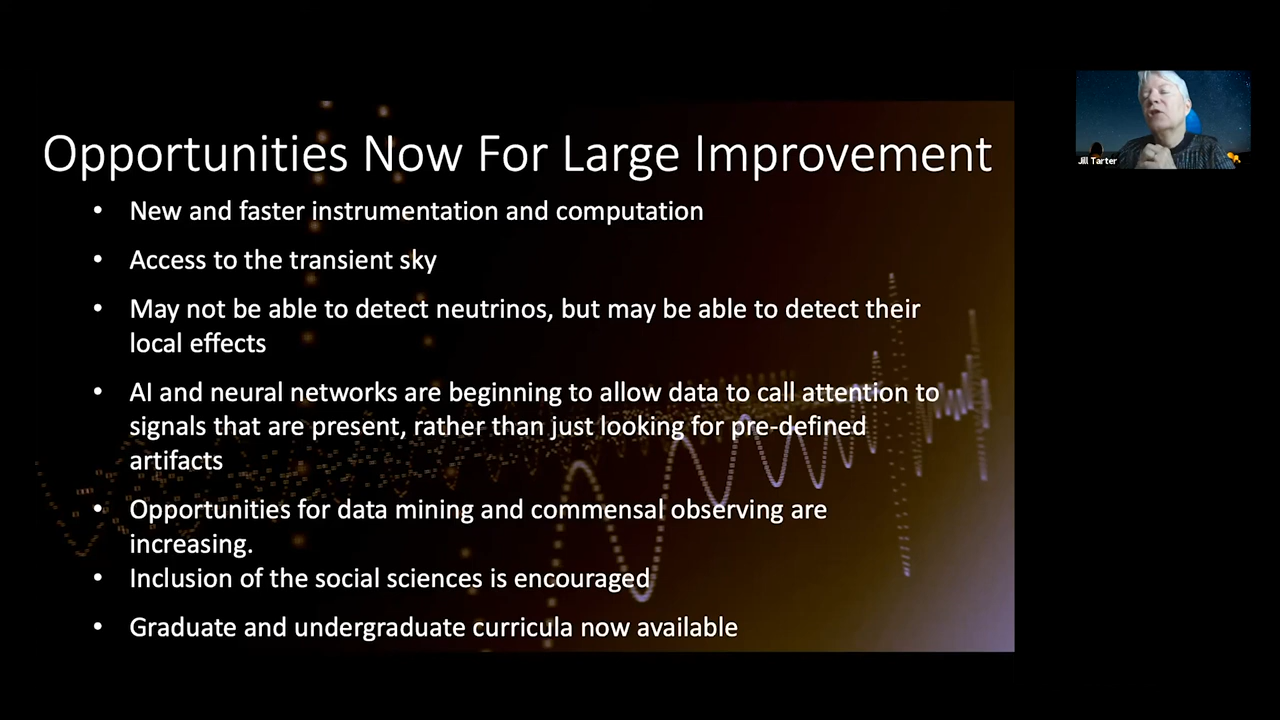 Opportunities Now For Large Improvement
• New and faster instrumentation and computation
• Access to the transient sky
• May not be able to detect neutrinos, but may be able to detect their
local effects
• AI and neural networks are beginning to allow data to call attention to
signals that are present, rather than just looking for pre-defined
artifacts
• Opportunities for data mining and commensal observing are
increasing.
• Inclusion of the social sciences is encouraged
• Graduate and undergraduate curricula now available
Jill Tarter